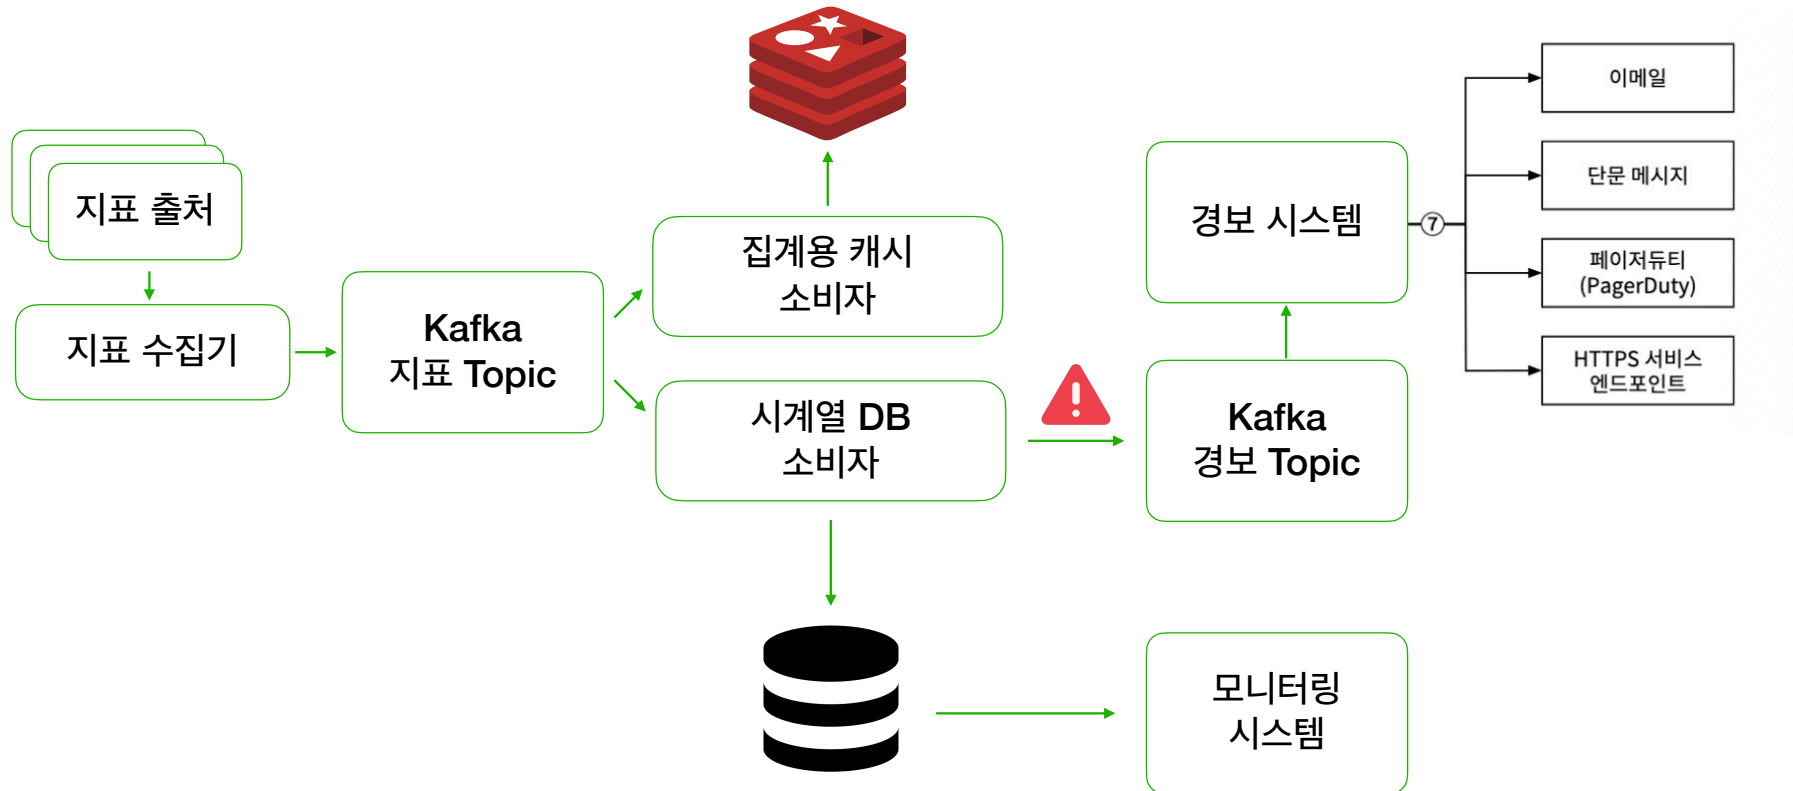 지표 출처
지표 수집기
Kafka
지표 Topic
집계용 캐시
소비자
시계열 DB
소비자
경보 시스템
Kafka
경보 Topic
모니터링
시스템
7
이메일
단문 메시지
페이저듀티
(PagerDuty)
HTTPS 서비스
엔드포인트